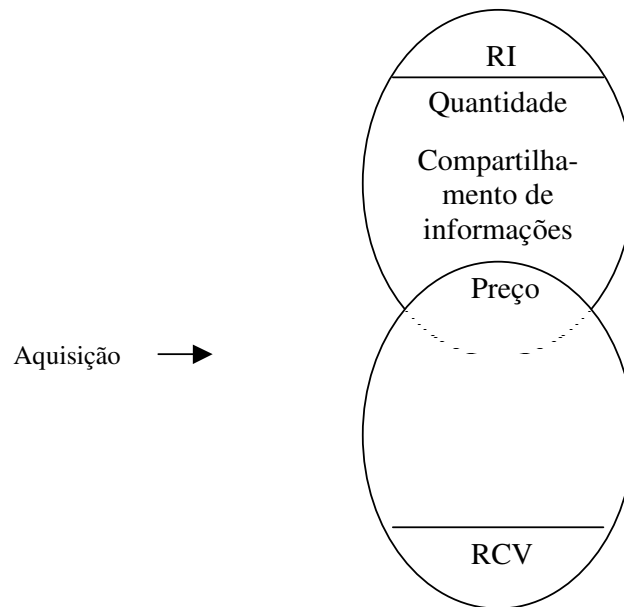 RI
Quantidade
Compartilha-
mento de
informações
Preço
Aquisição
RCV